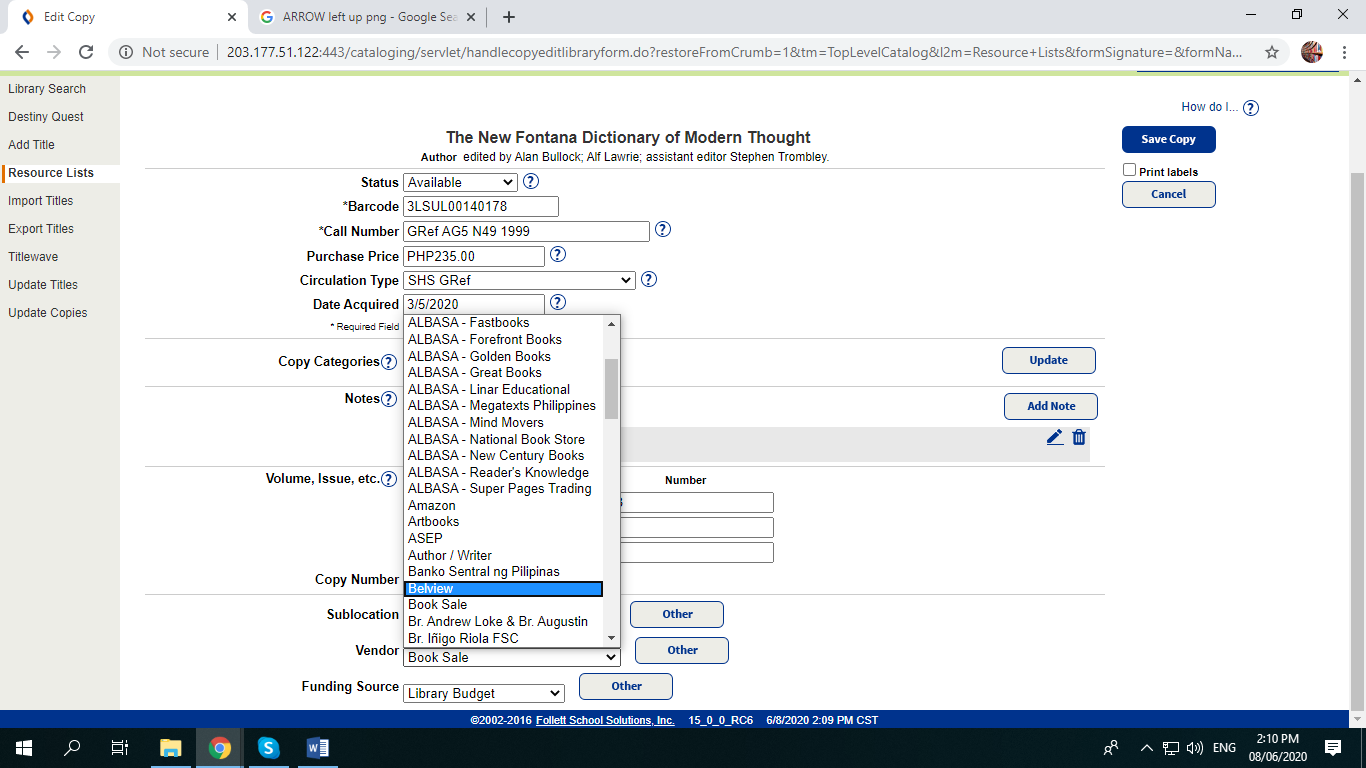 Edit Copy
ARROW left up png - Google Sea
Not secure 203.177.51.122:443/cataloging/servlet/handlecopyeditlibraryform.do?restoreFromCrumb=1&tm=TopLevelCatalog&l2m=Resource+Lists&formSignature=&formNa...
Library Search
Destiny Quest
Add Title
Resource Lists
Import Titles
Export Titles
Titlewave
Update Titles
Update Copies
How do I... ?
The New Fontana Dictionary of Modern Thought
Author edited by Alan Bullock; Alf Lawrie; assistant editor Stephen Trombley.
Save Copy
Print labels
Cancel
Status Available ?
*Barcode 3LSUL00140178
*Call Number GRef AG5 N49 1999 ?
Purchase Price PHP235.00 ?
Circulation Type SHS GRef ?
Date Acquired 3/5/2020 ?
* Required Field
Copy Categories ?
Update
Notes ?
Add Note
Volume, Issue, etc. ?
Number
Copy Number
ALBASA - Fastbooks
ALBASA - Forefront Books
ALBASA - Golden Books
ALBASA - Great Books
ALBASA - Linar Educational
ALBASA - Megatexts Philippines
ALBASA - Mind Movers
ALBASA - National Book Store
ALBASA - New Century Books
ALBASA - Reader's Knowledge
ALBASA - Super Pages Trading
Amazon
Artbooks
ASEP
Author / Writer
Banko Sentral ng Pilipinas
Belview
Book Sale
Br. Andrew Loke & Br. Augustin
Br. Iñigo Riola FSC
Sublocation
Other
Vendor Book Sale Other
Funding Source Library Budget Other
©2002-2016 Follett School Solutions, Inc. 15_0_0_RC6 6/8/2020 2:09 PM CST
ENG
2:10 PM
08/06/2020